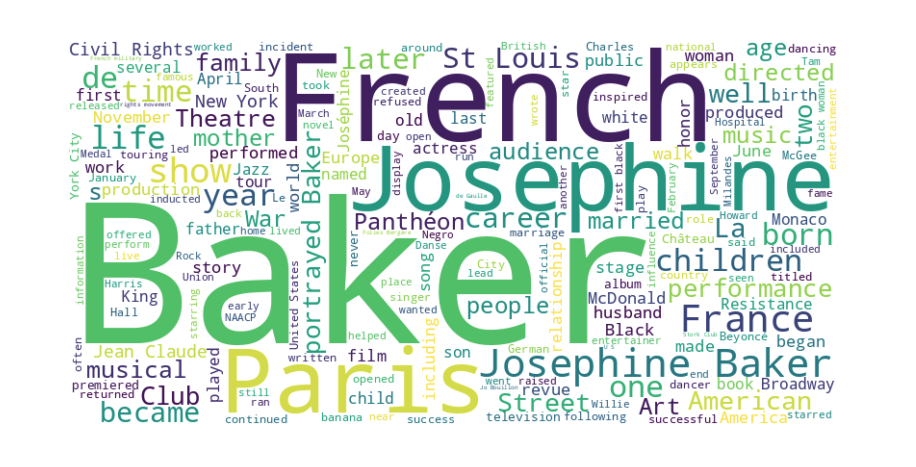 Civil Rights
worked
incident
around
British
Charles
national
woman
age
dancing
French military
famous
appears
Tam
de
several
family
French
later
St Louis
public
directed
time
April
South
New
star
featured
created
refused
inspired
well
birth
first
released
rights movement
New York
took
Joséphine
March
novel
old
last
wrote
white
honor
produced
two
black woman
entertainment
November
Theatre
Hospital
life
mother
day
open
actress
run
music
York City
Medal
touring
led
performed
Europe
audience
walk
June
McGee
work
Jazz
display
Josephine
first black
play
February
September
Milandes
January
show
tour
named
de Gaulle
another
fame
s
production
year
world
Le
May
career
married
role
Howard
Monaco
inducted
War
portrayed Baker
Panthéon
La
born
back
father
home
lived
never
Negro
marriage
said
included
offered
perform
Baker
Folies Bergère
Danse
song
relationship
official
influence
Château
children
information
live
Rock
story
place
City
people
stage
country
seen
titled
Harris
Union
United States
album
lead
performance
starring
King
early
singer
wanted
McDonald
Resistance
Hall
NAACP
husband
France
helped
Black
often
Jean Claude
written
film
including
German
son
entertainer
U S
Stork Club
made
Beyoncé
began
musical
played
Paris
Josephine Baker
premiered
opened
went
raised
Jo Bouillon
one
end
dancer
book
Broadway
returned
Club
still
ran
child
revue
Willie
American
became
banana
near
Street
Art
America
continued
success
television
following
successful
starred